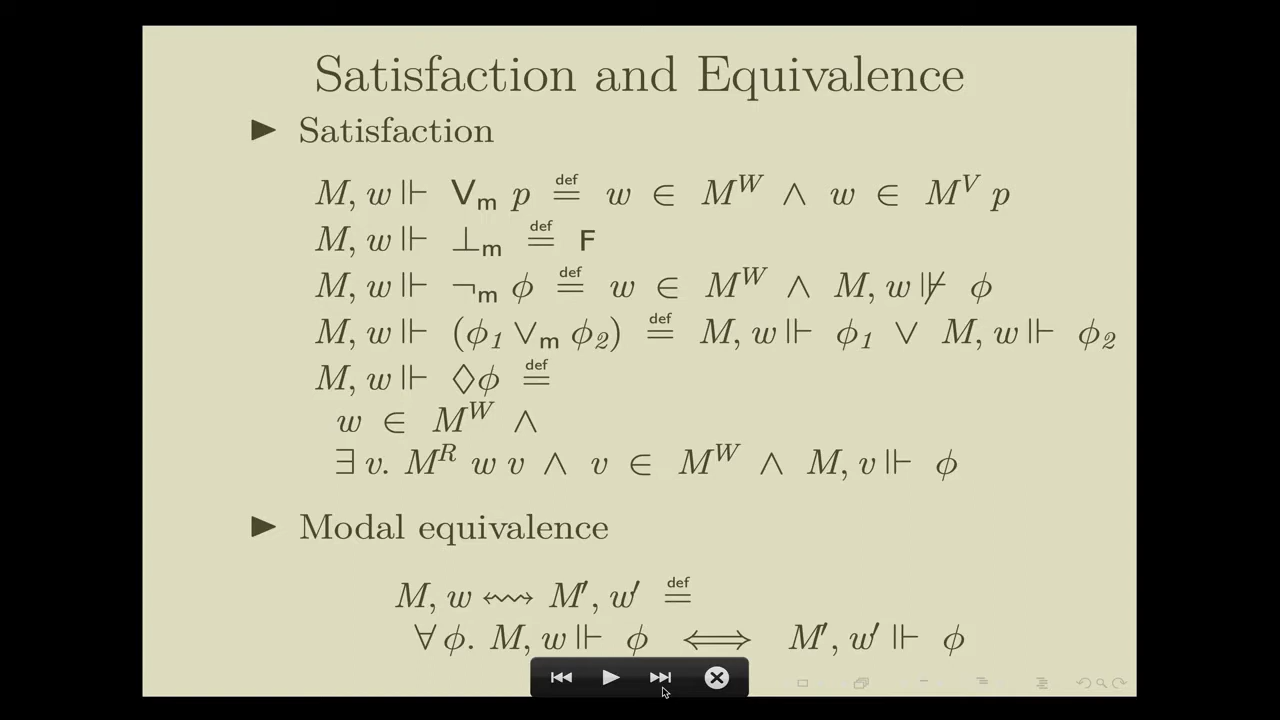 Satisfaction and Equivalence
▶ Satisfaction
M, w ⊩ V_m p ≝ w ∈ M^W ∧ w ∈ M^V p
M, w ⊩ ⊥_m ≝ F
M, w ⊩ ¬_m ϕ ≝ w ∈ M^W ∧ M, w ⊮ ϕ
M, w ⊩ (ϕ_1 ∨_m ϕ_2) ≝ M, w ⊩ ϕ_1 ∨ M, w ⊩ ϕ_2
M, w ⊩ ◊ϕ ≝
w ∈ M^W ∧
∃ v. M^R w v ∧ v ∈ M^W ∧ M, v ⊩ ϕ
▶ Modal equivalence
M, w ↭ M′, w′ ≝
∀ ϕ. M, w ⊩ ϕ ⟺ M′, w′ ⊩ ϕ